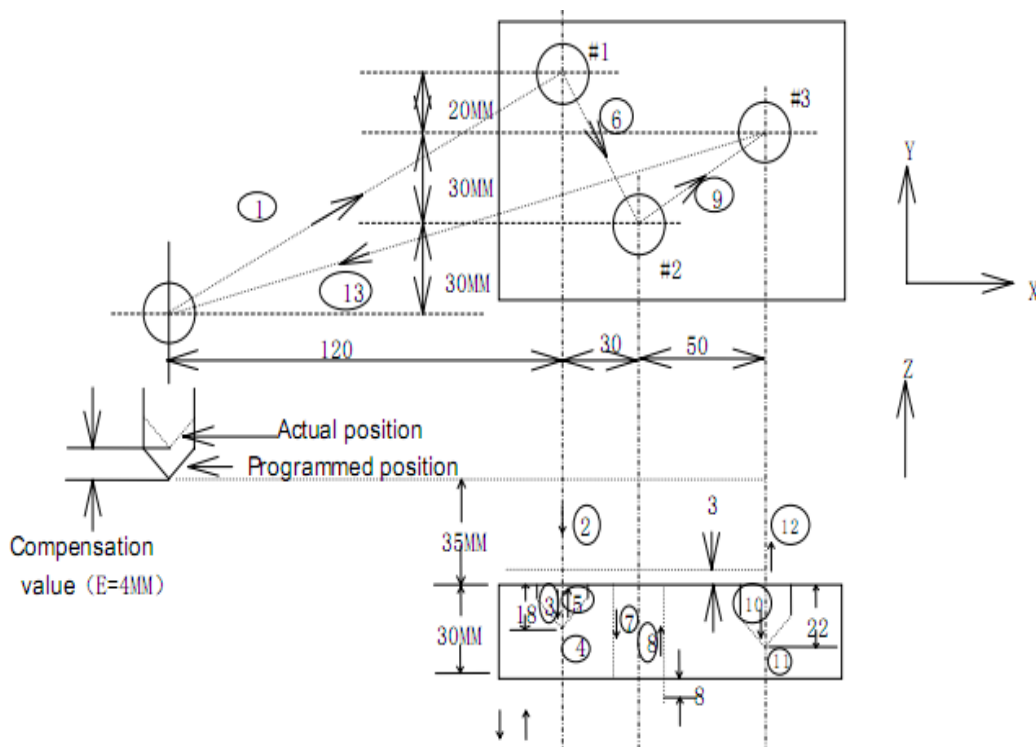 #1
20MM
6
#3
Y
30MM
1
9
#2
13
30MM
X
120
30
50
Z
Actual position
Programmed position
3
2
12
Compensation
value (E=4MM)
35MM
3
5
10
18
7
22
30MM
4
8
11
8